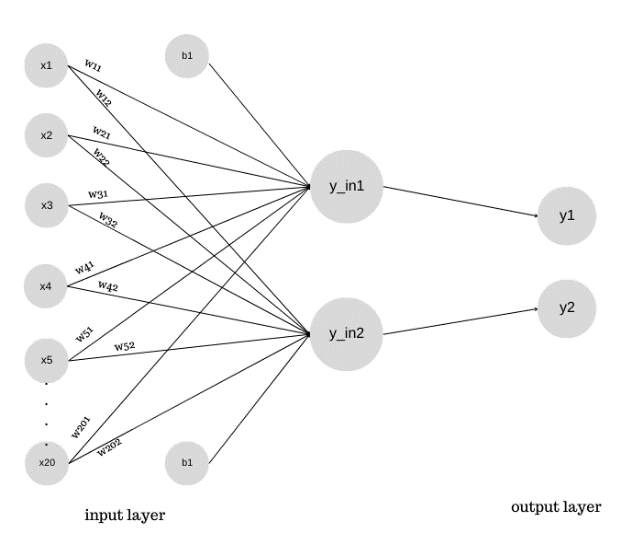 x1
w11
w12
b1
x2
w21
w22
x3
w31
w32
y_in1
y1
x4
w41
w42
y_in2
y2
x5
w51
w52
x20
w201
w202
b1
input layer
output layer